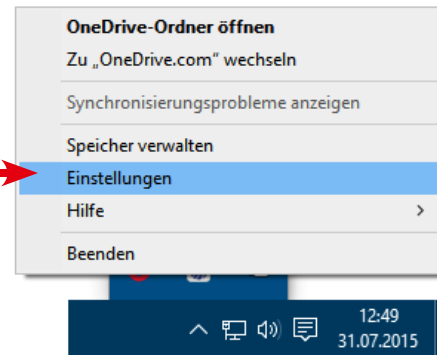 OneDrive-Ordner öffnen
Zu „OneDrive.com“ wechseln
Synchronisierungsprobleme anzeigen
Speicher verwalten
Einstellungen
Hilfe
Beenden
12:49
31.07.2015